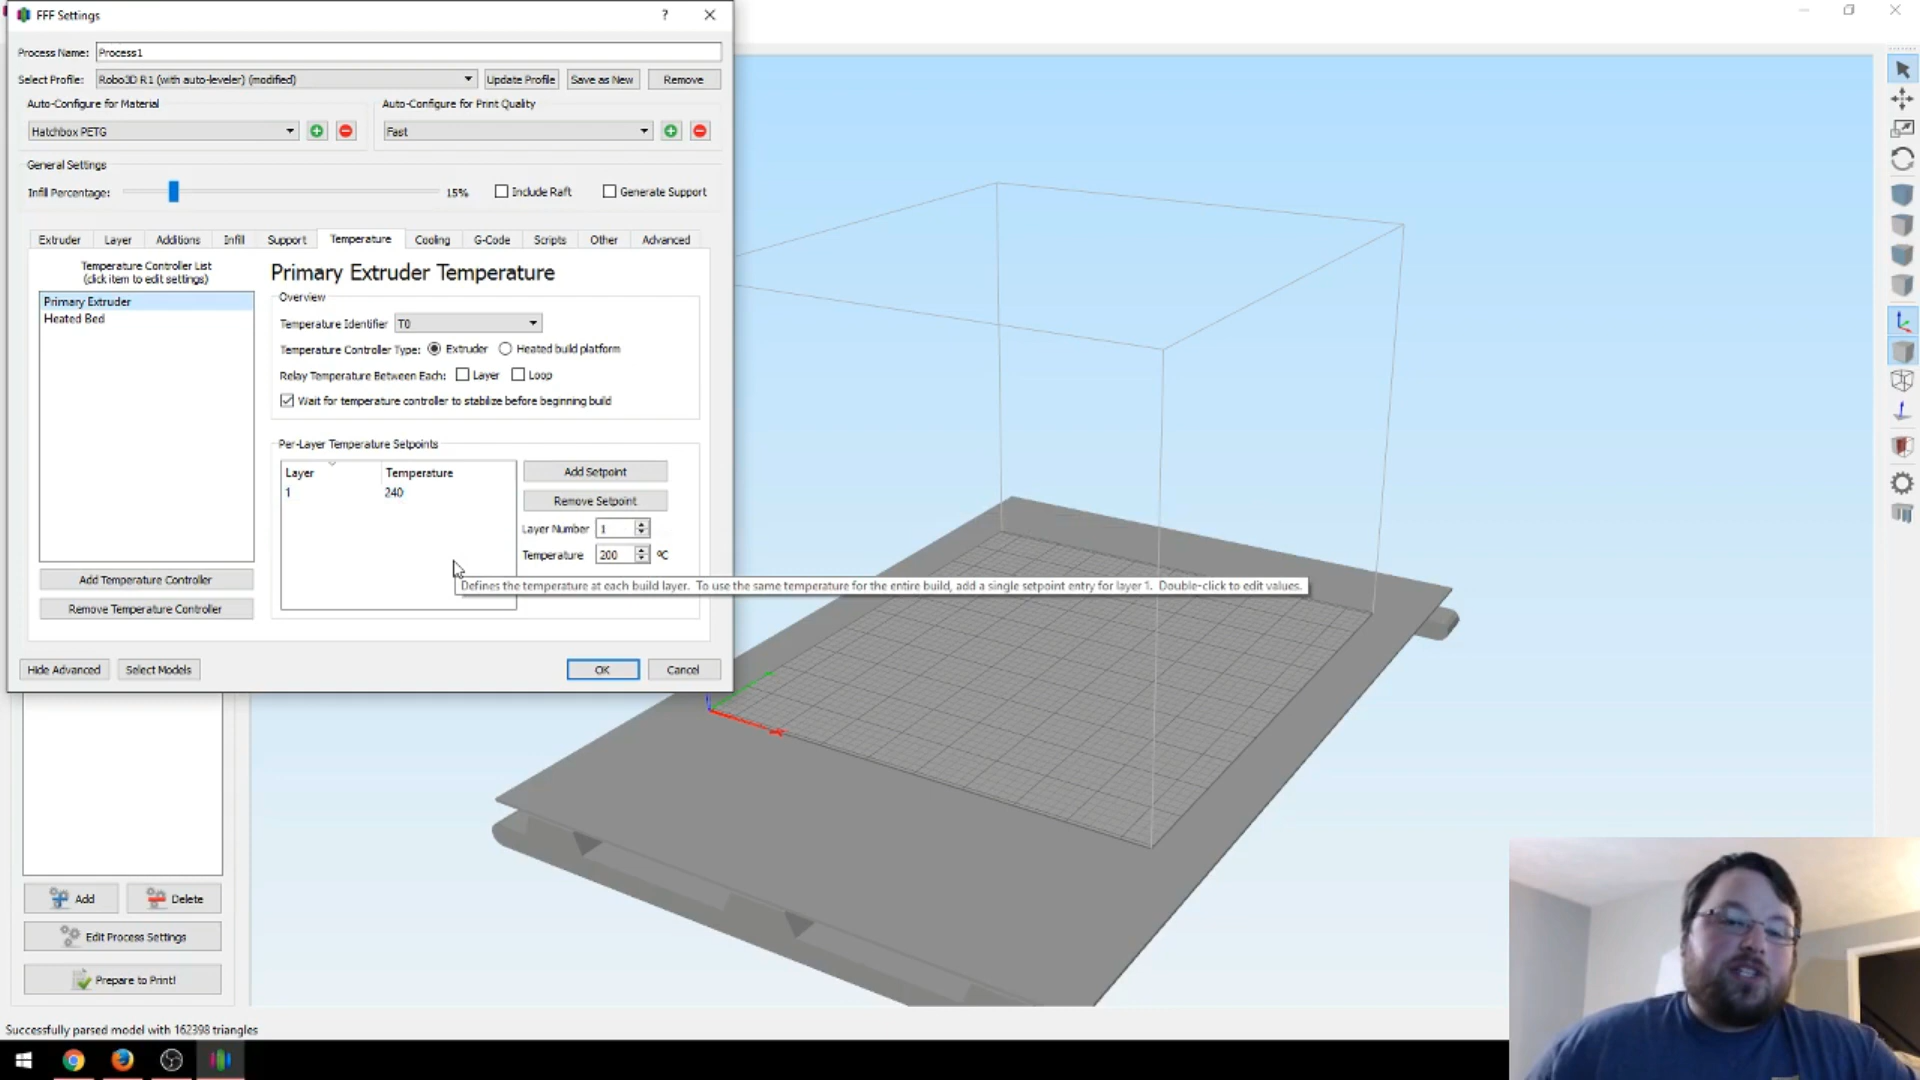 FFF Settings
?
Process Name: Process1
Select Profile: Robo3D R1 (with auto-leveler) (modified) Update Profile Save as New Remove
Auto-Configure for Material
Auto-Configure for Print Quality
Hatchbox PETG
Fast
General Settings
Infill Percentage: 15% Include Raft Generate Support
Extruder Layer Additions Infill Support Temperature Cooling G-Code Scripts Other Advanced
Temperature Controller List
(click item to edit settings)
Primary Extruder
Heated Bed
Add Temperature Controller
Remove Temperature Controller
Primary Extruder Temperature
Overview
Temperature Identifier T0
Temperature Controller Type: Extruder Heated build platform
Relay Temperature Between Each: Layer Loop
Wait for temperature controller to stabilize before beginning build
Per-Layer Temperature Setpoints
Layer Temperature
1 240
Add Setpoint
Remove Setpoint
Layer Number 1
Temperature 200 ºC
Defines the temperature at each build layer. To use the same temperature for the entire build, add a single setpoint entry for layer 1. Double-click to edit values.
Hide Advanced Select Models OK Cancel
Add Delete
Edit Process Settings
Prepare to Print!
Successfully parsed model with 162398 triangles